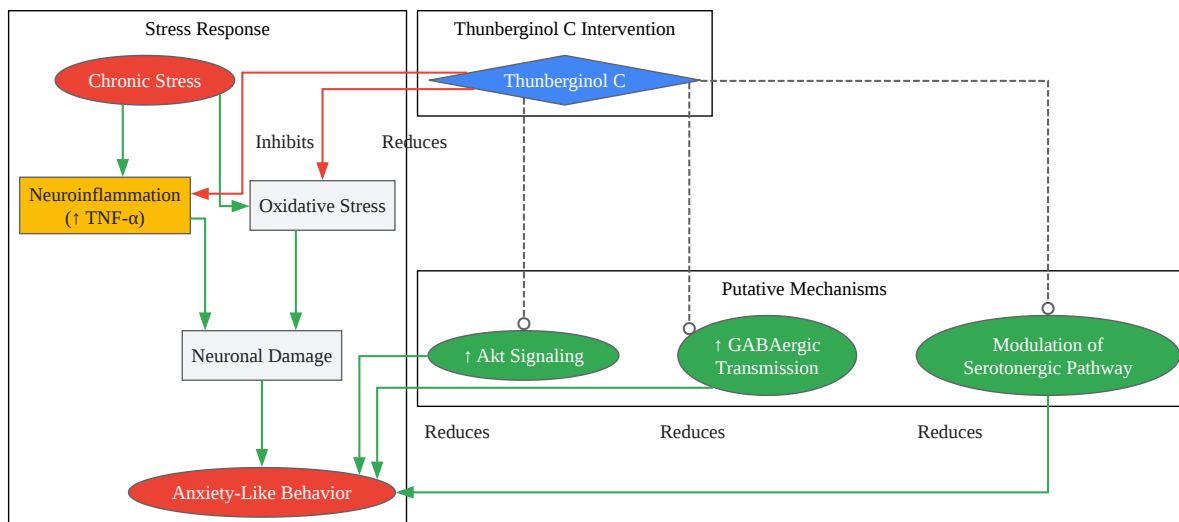 Stress Response
Thunberginol C Intervention
Chronic Stress
Thunberginol C
Inhibits
Reduces
Neuroinflammation
(↑ TNF-α)
Oxidative Stress
Putative Mechanisms
Neuronal Damage
↑ Akt Signaling
↑ GABAergic
Transmission
Modulation of
Serotonergic Pathway
Reduces
Reduces
Reduces
Anxiety-Like Behavior